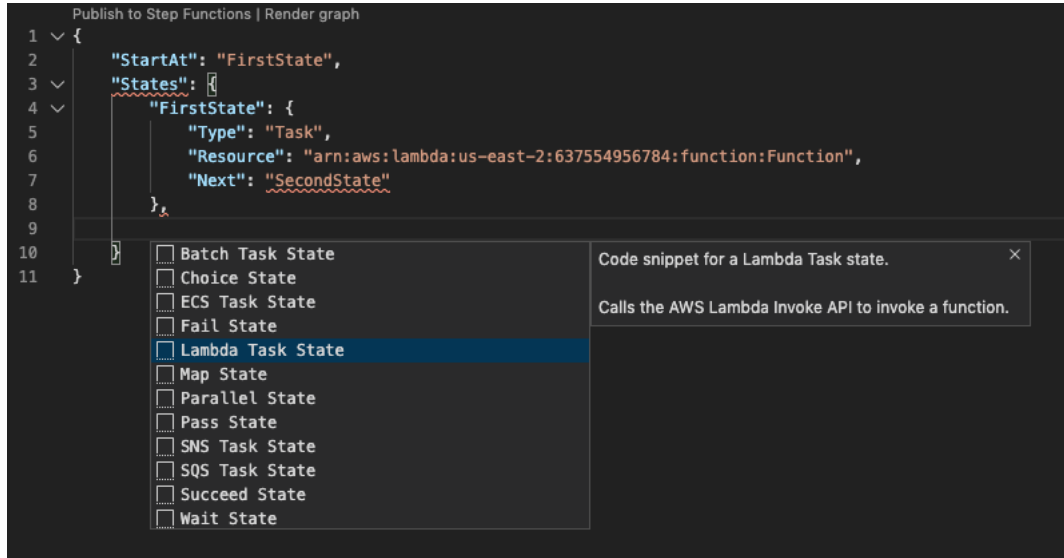 Publish to Step Functions | Render graph
1 {
2 "StartAt": "FirstState",
3 "States": {
4 "FirstState": {
5 "Type": "Task",
6 "Resource": "arn:aws:lambda:us-east-2:637554956784:function:Function",
7 "Next": "SecondState"
8 },
9
10 }
11 }
Batch Task State
Choice State
ECS Task State
Fail State
Lambda Task State
Map State
Parallel State
Pass State
SNS Task State
SQS Task State
Succeed State
Wait State
Code snippet for a Lambda Task state.
Calls the AWS Lambda Invoke API to invoke a function.